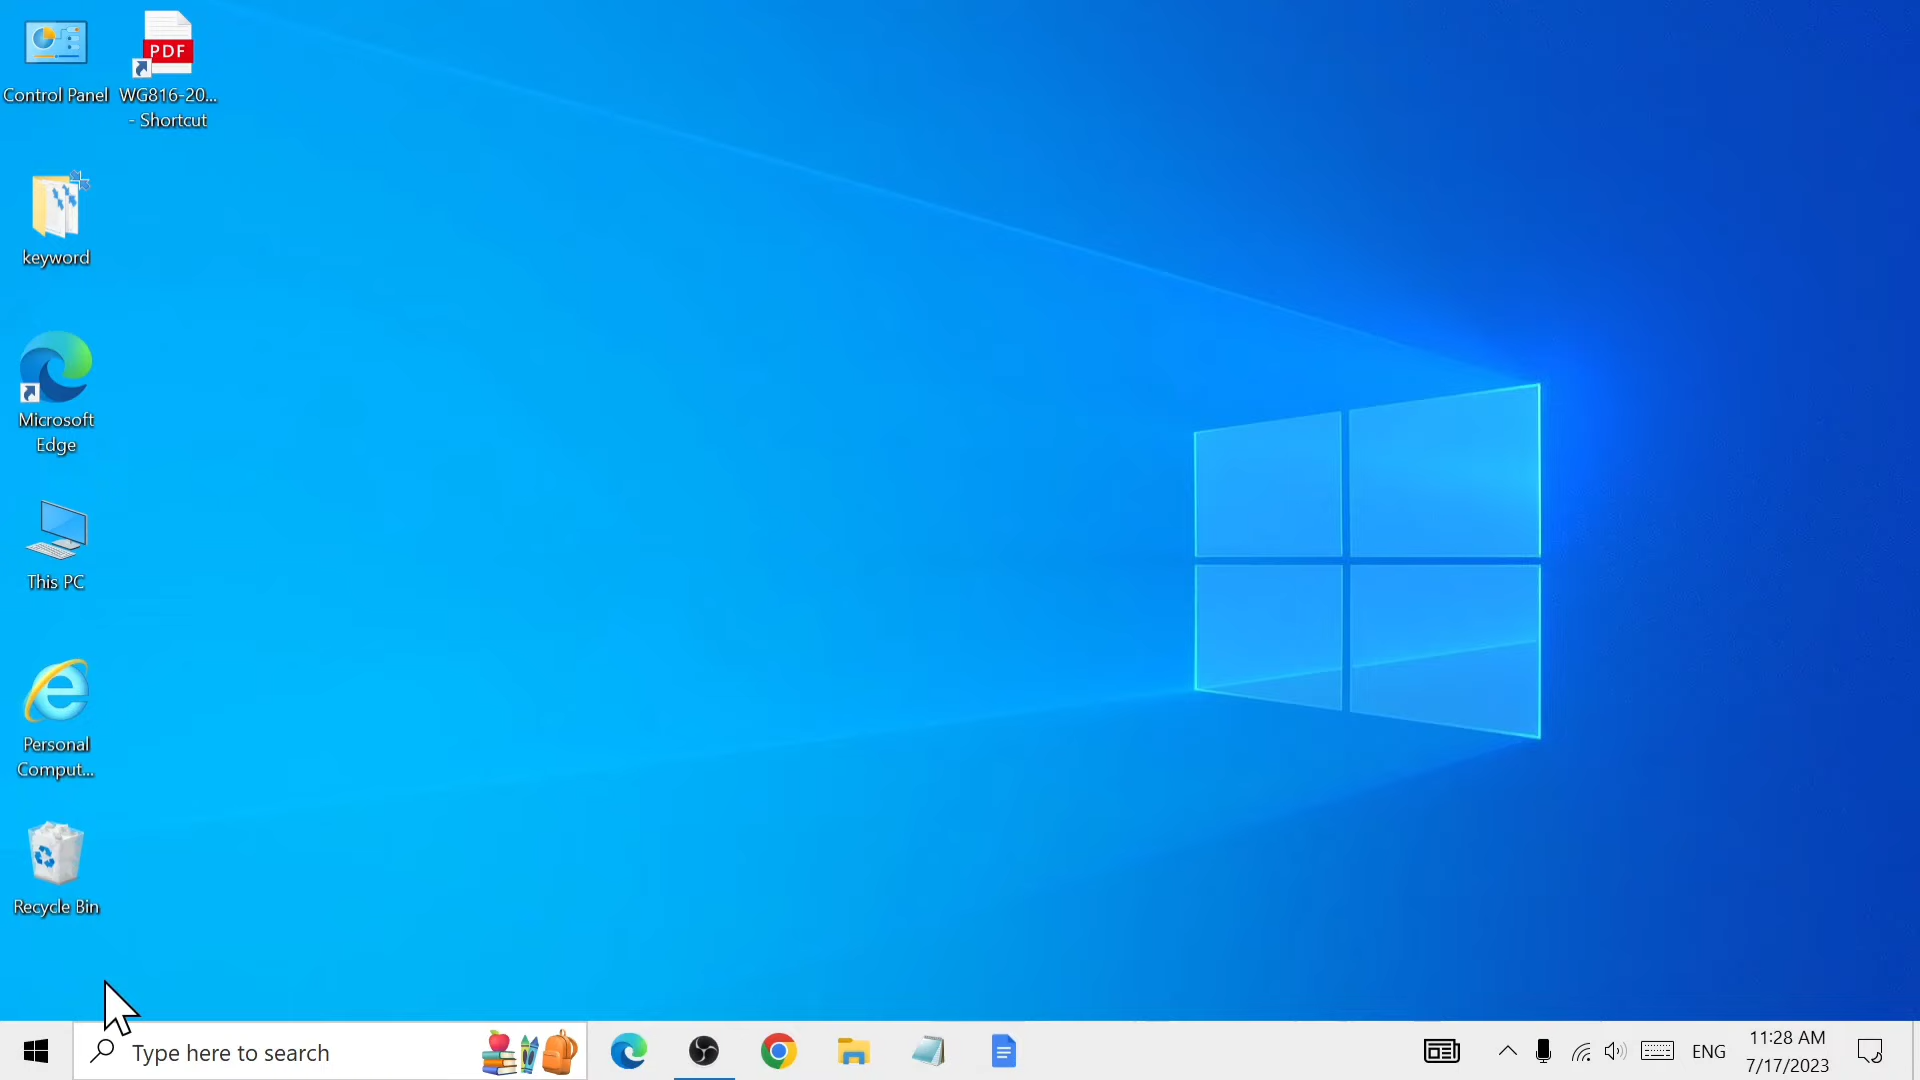 Control Panel
PDF
WG816-20...
- Shortcut
keyword
Microsoft
Edge
This PC
Personal
Comput...
Recycle Bin
Type here to search
ENG
11:28 AM
7/17/2023